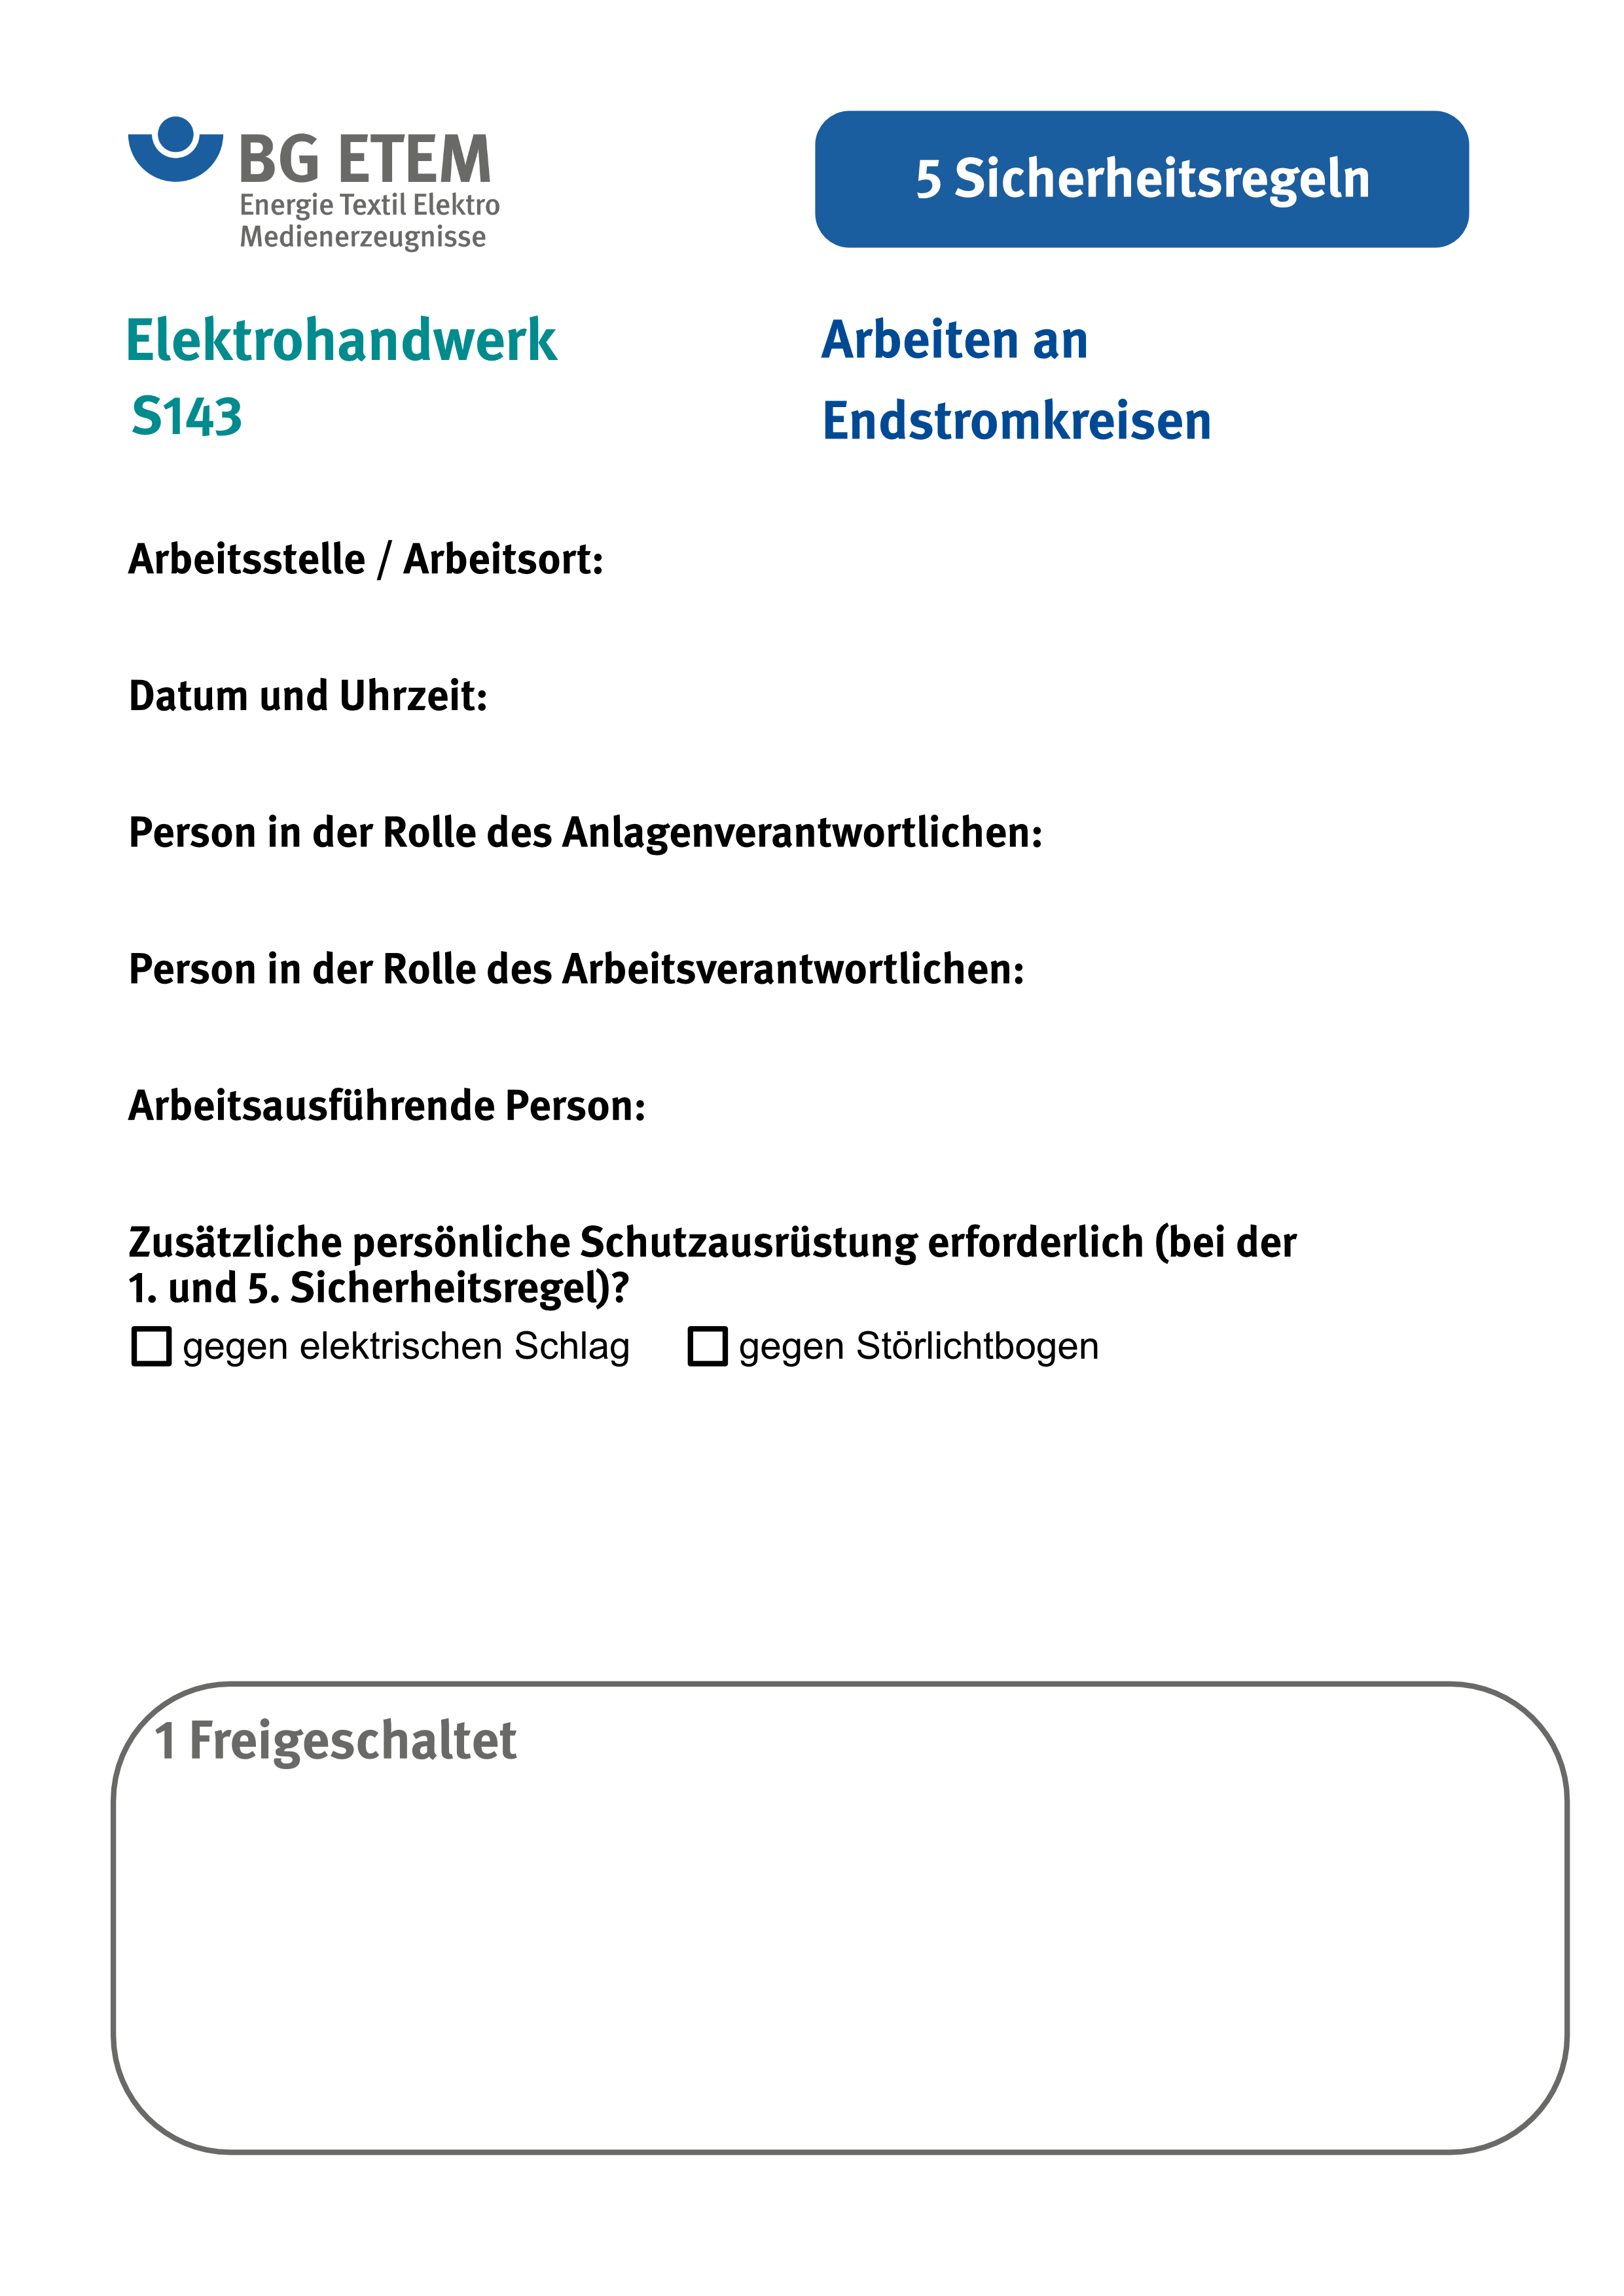 BG ETEM
Energie Textil Elektro
Medienerzeugnisse
5 Sicherheitsregeln
Elektrohandwerk
S143
Arbeiten an
Endstromkreisen
Arbeitsstelle / Arbeitsort:
Datum und Uhrzeit:
Person in der Rolle des Anlagenverantwortlichen:
Person in der Rolle des Arbeitsverantwortlichen:
Arbeitsausführende Person:
Zusätzliche persönliche Schutzausrüstung erforderlich (bei der
1. und 5. Sicherheitsregel)?
gegen elektrischen Schlag gegen Störlichtbogen
1 Freigeschaltet